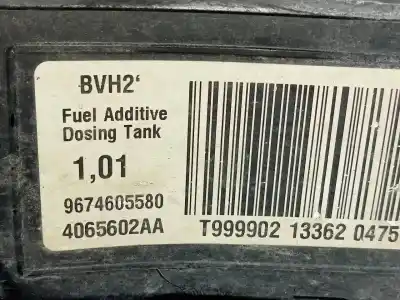 BVH2'
Fuel Additive
Dosing Tank
1,01
9674605580
4065602AA
T999902 13362 0475